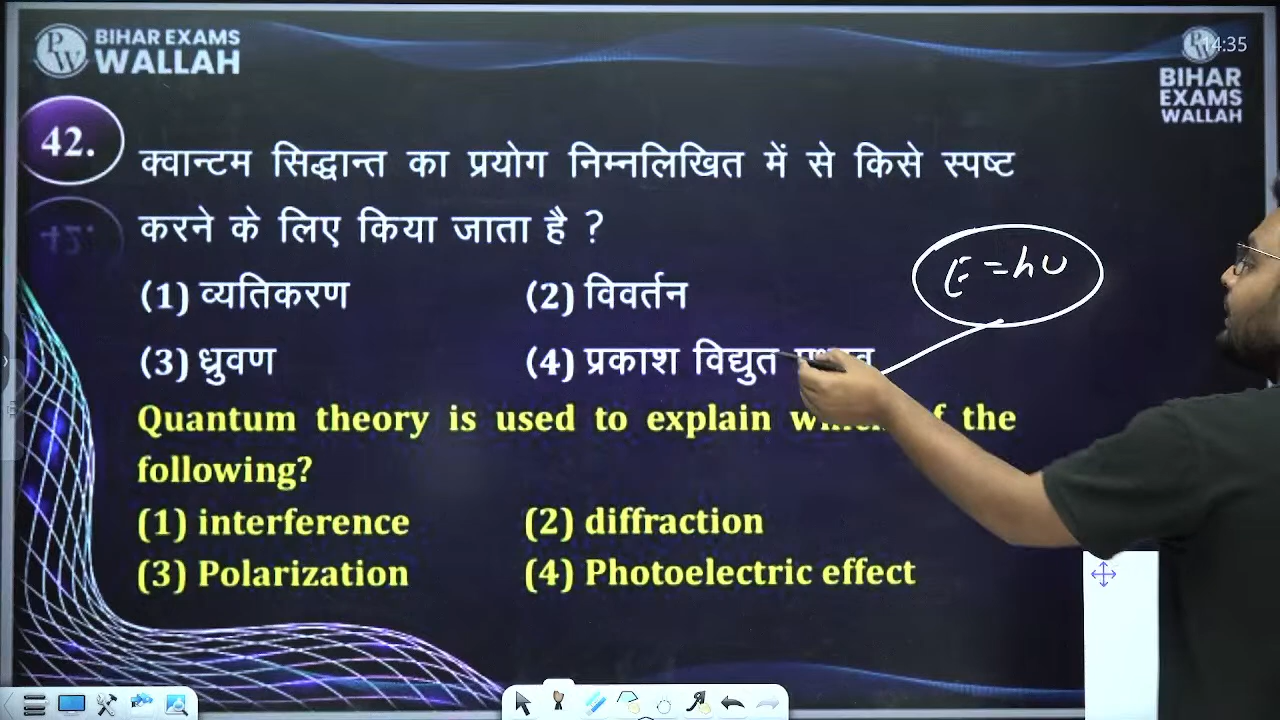 BIHAR EXAMS
WALLAH
14:35
BIHAR
EXAMS
WALLAH
42.
क्वान्टम सिद्धान्त का प्रयोग निम्नलिखित में से किसे स्पष्ट
करने के लिए किया जाता है ?
E = hυ
(1) व्यतिकरण (2) विवर्तन
(3) ध्रुवण (4) प्रकाश विद्युत
Quantum theory is used to explain of the
following?
(1) interference (2) diffraction
(3) Polarization (4) Photoelectric effect